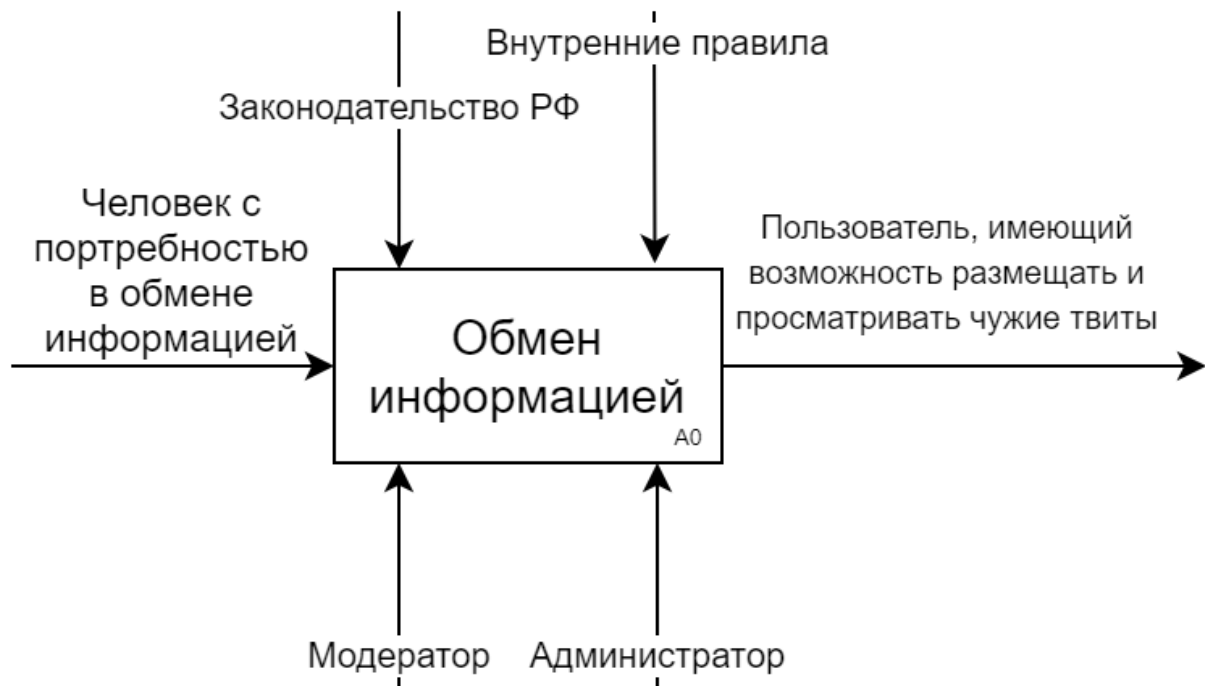 Внутренние правила
Законодательство РФ
Человек с
портребностью
в обмене
информацией
Пользователь, имеющий
возможность размещать и
просматривать чужие твиты
Обмен
информацией
A0
Модератор
Администратор